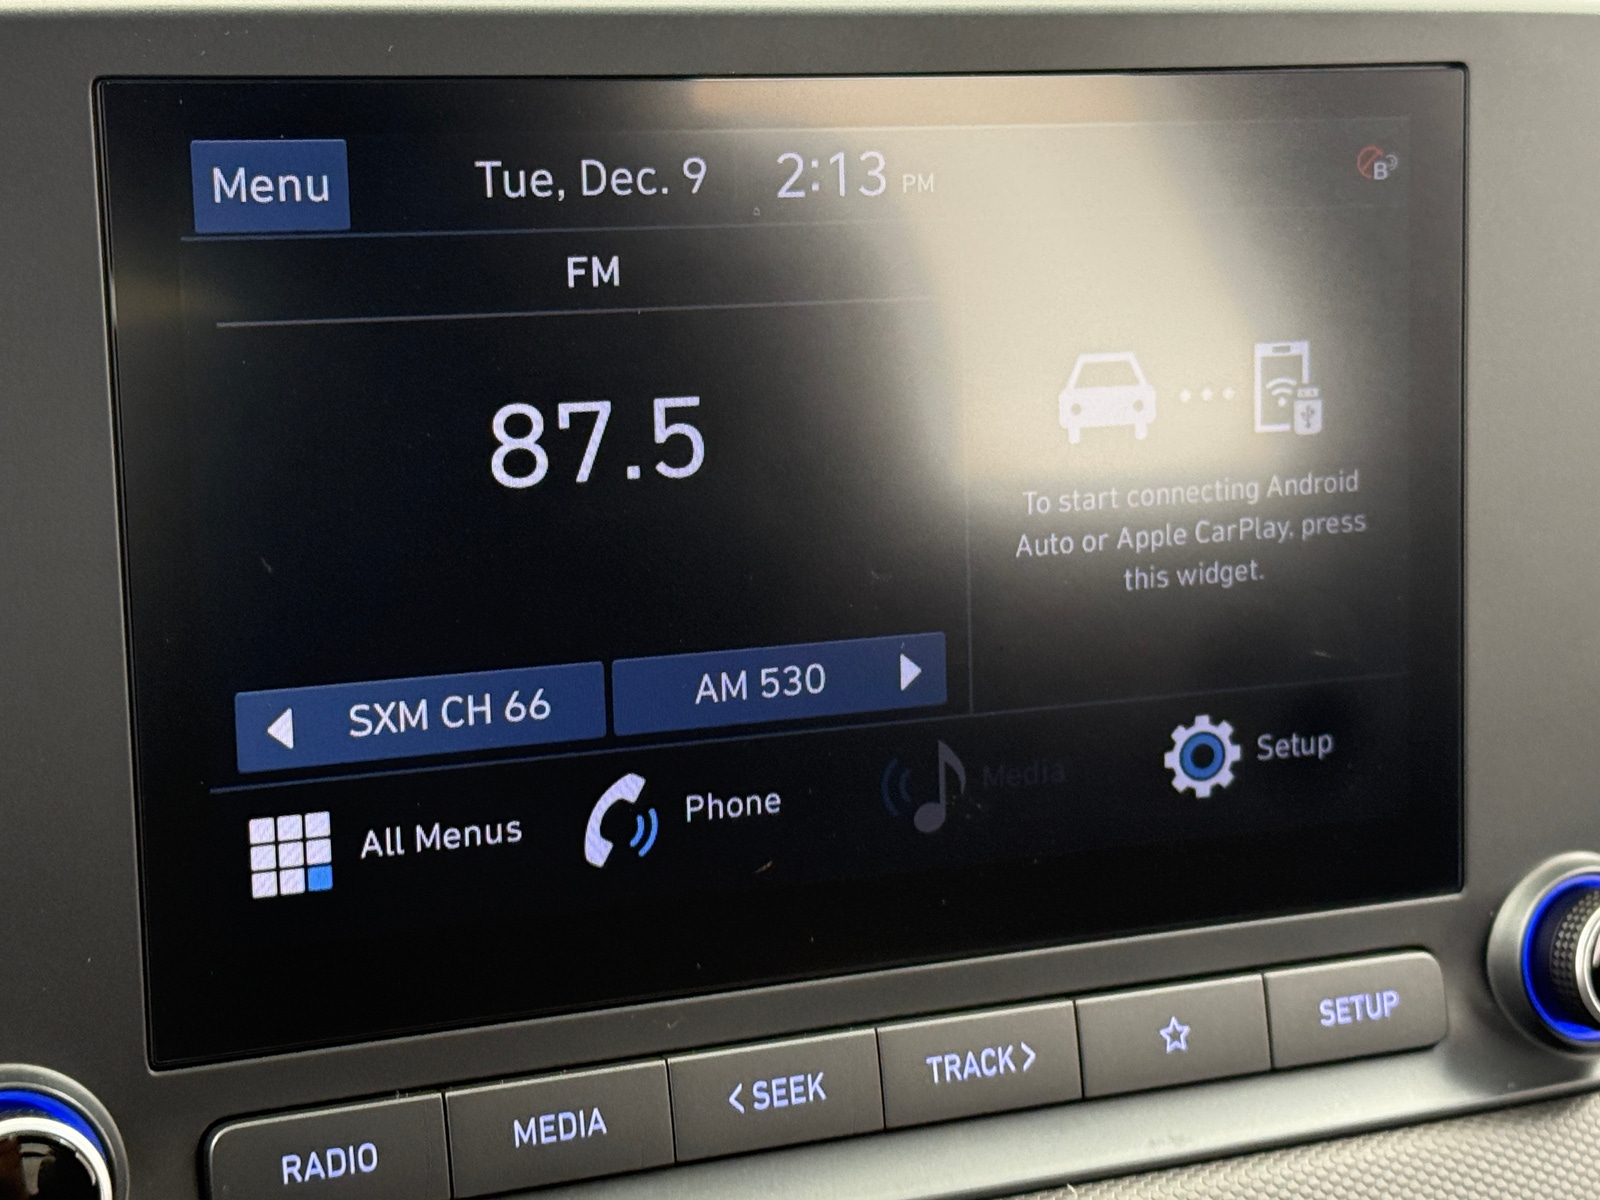 Menu
Tue, Dec. 9
2:13 PM
B
FM
87.5
To start connecting Android
Auto or Apple CarPlay, press
this widget.
SXM CH 66
AM 530
All Menus
Phone
Media
Setup
RADIO
MEDIA
< SEEK
TRACK >
☆
SETUP